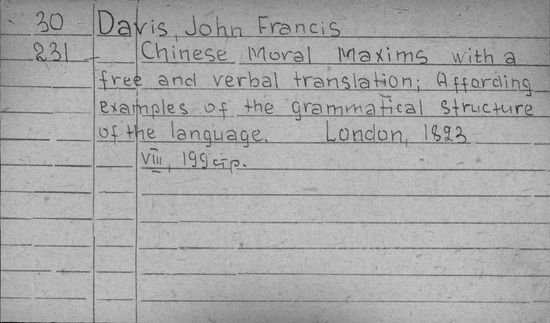 30 Davis, John Francis
231 Chinese Moral Maxims with a
free and verbal translation; Affording
examples of the grammatical structure
of the language. London, 1823
VIII, 199 стр.